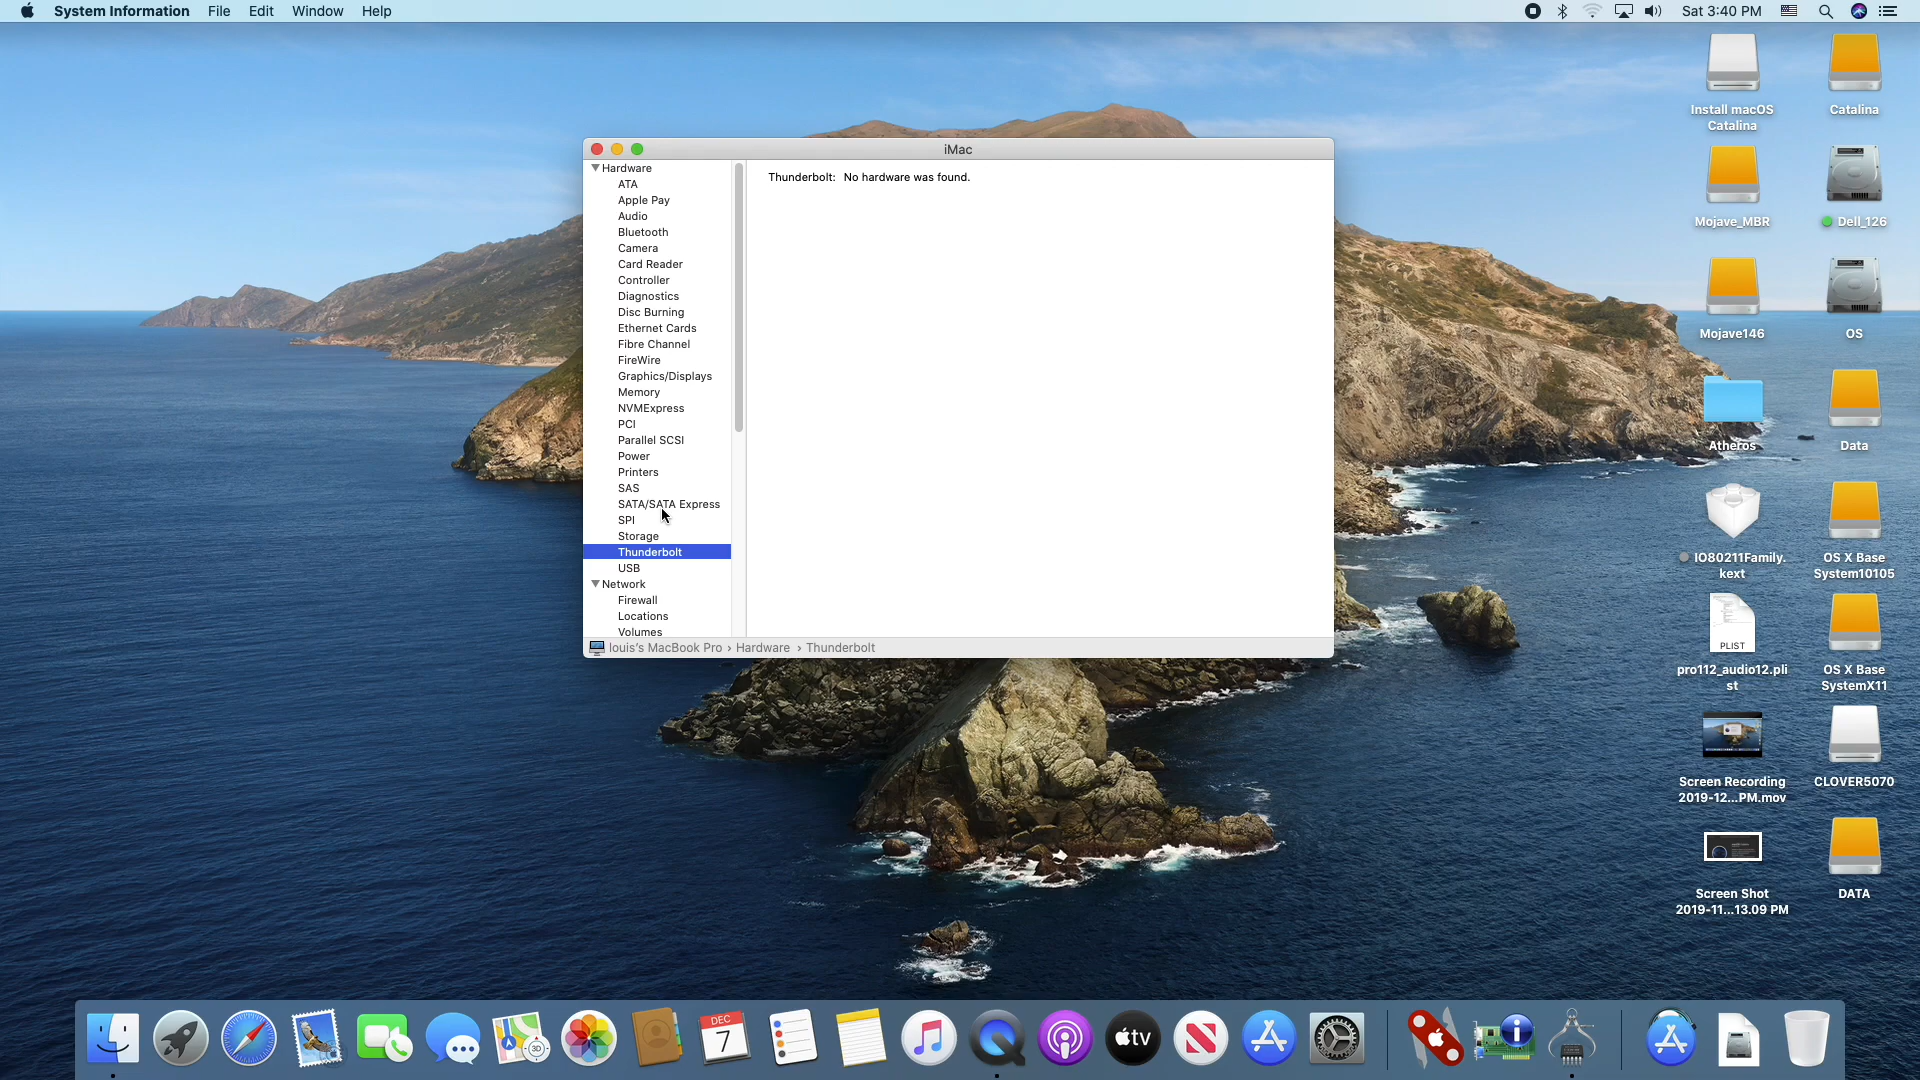 System Information File Edit Window Help
Sat 3:40 PM
iMac
Hardware
ATA
Apple Pay
Audio
Bluetooth
Camera
Card Reader
Controller
Diagnostics
Disc Burning
Ethernet Cards
Fibre Channel
FireWire
Graphics/Displays
Memory
NVMExpress
PCI
Parallel SCSI
Power
Printers
SAS
SATA/SATA Express
SPI
Storage
Thunderbolt
USB
Network
Firewall
Locations
Volumes
Thunderbolt: No hardware was found.
louis's MacBook Pro › Hardware › Thunderbolt
Install macOS
Catalina
Catalina
Mojave_MBR
Dell_126
Mojave146
OS
Atheros
Data
IO80211Family.
kext
OS X Base
System10105
PLIST
pro112_audio12.pli
st
OS X Base
SystemX11
Screen Recording
2019-12...PM.mov
CLOVER5070
Screen Shot
2019-11...13.09 PM
DATA
3D
DEC
7
tv